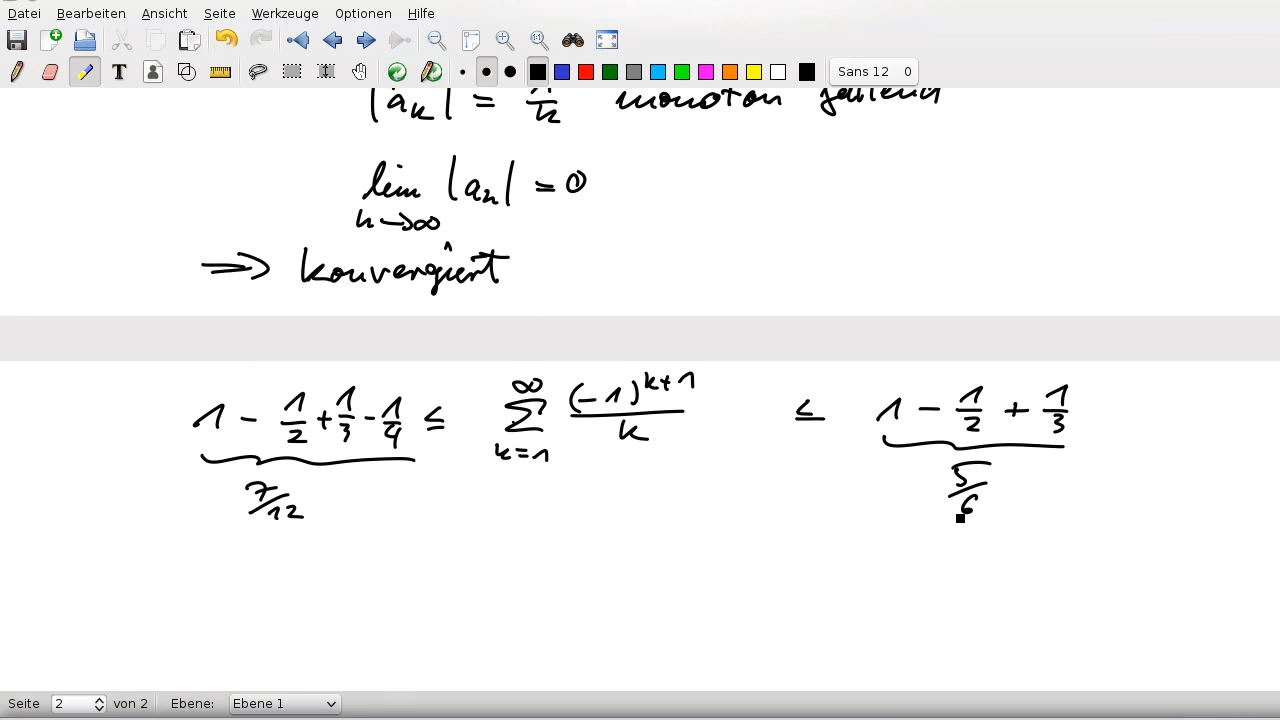 Datei Bearbeiten Ansicht Seite Werkzeuge Optionen Hilfe
Sans 12 0
|a_k| = 1/k monoton fallend
lim |a_k| = 0
k→∞
⇒ konvergiert
1 - 1/2 + 1/3 - 1/4 ≤ ∑_{k=1}^{∞} (-1)^{k+1}/k ≤ 1 - 1/2 + 1/3
7/12 5/6
Seite 2 von 2 Ebene: Ebene 1